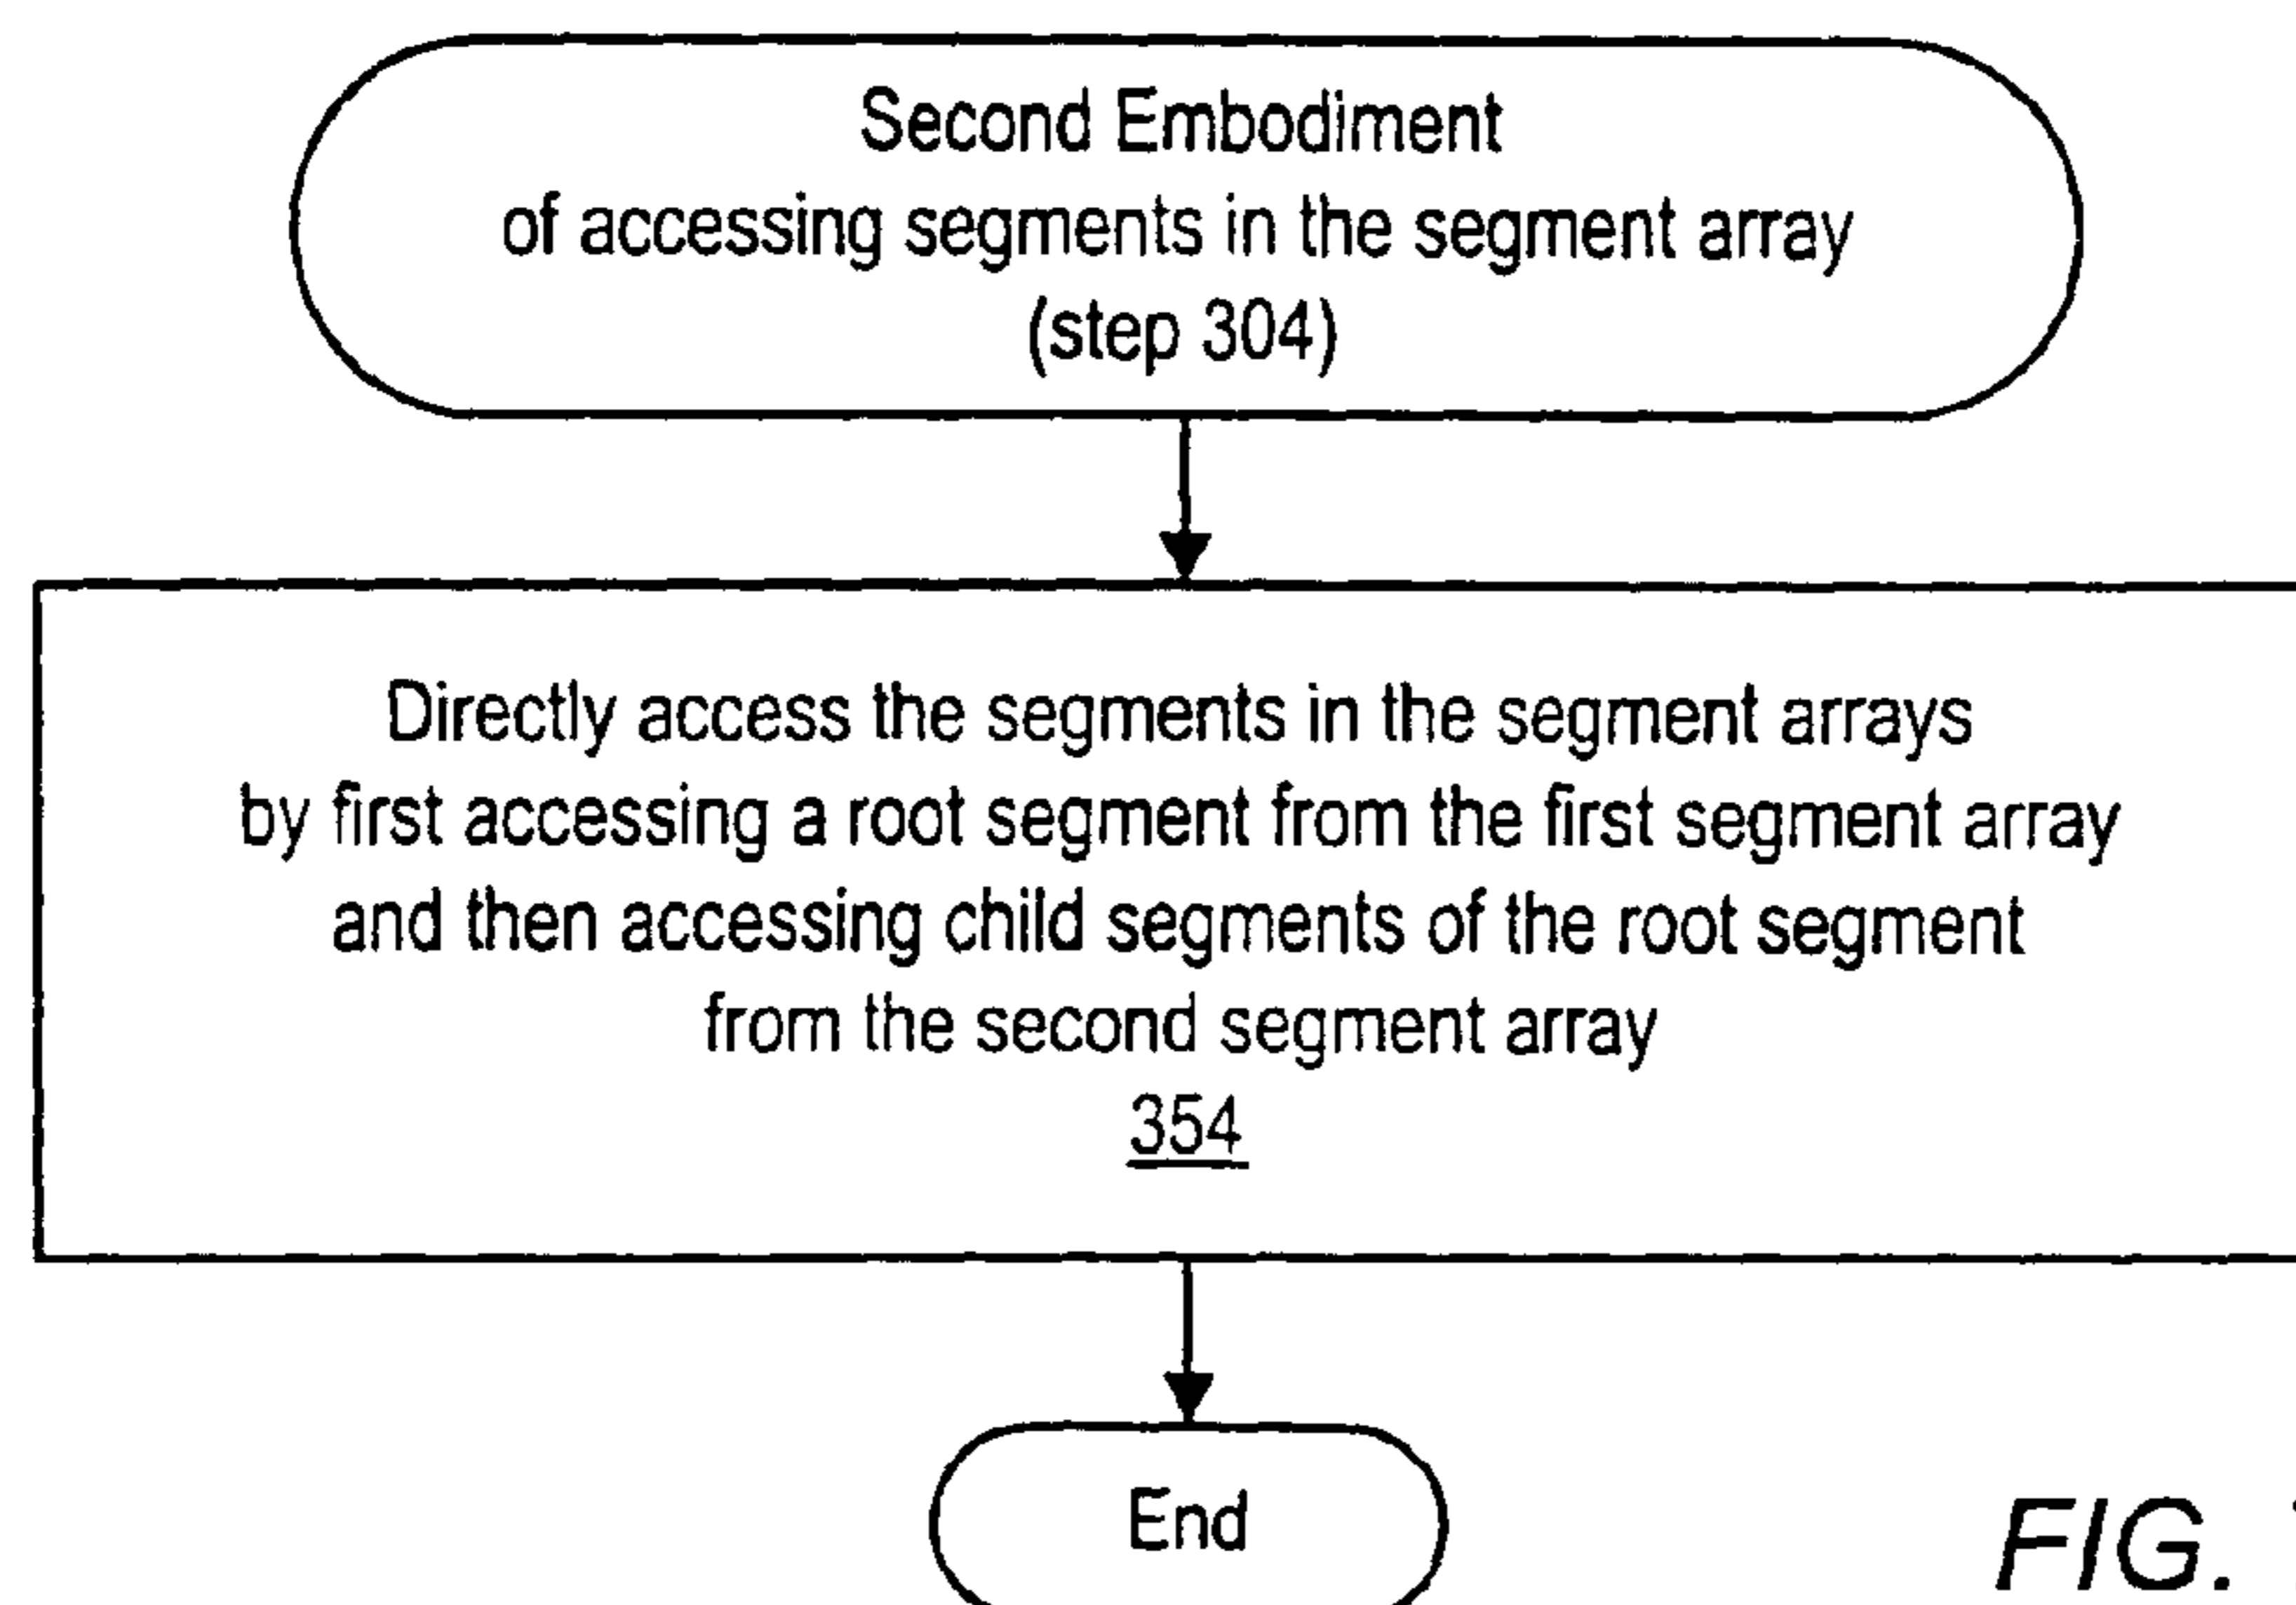 Second Embodiment
of accessing segments in the segment array
(step 304)
Directly access the segments in the segment arrays
by first accessing a root segment from the first segment array
and then accessing child segments of the root segment
from the second segment array
354
End
FIG.